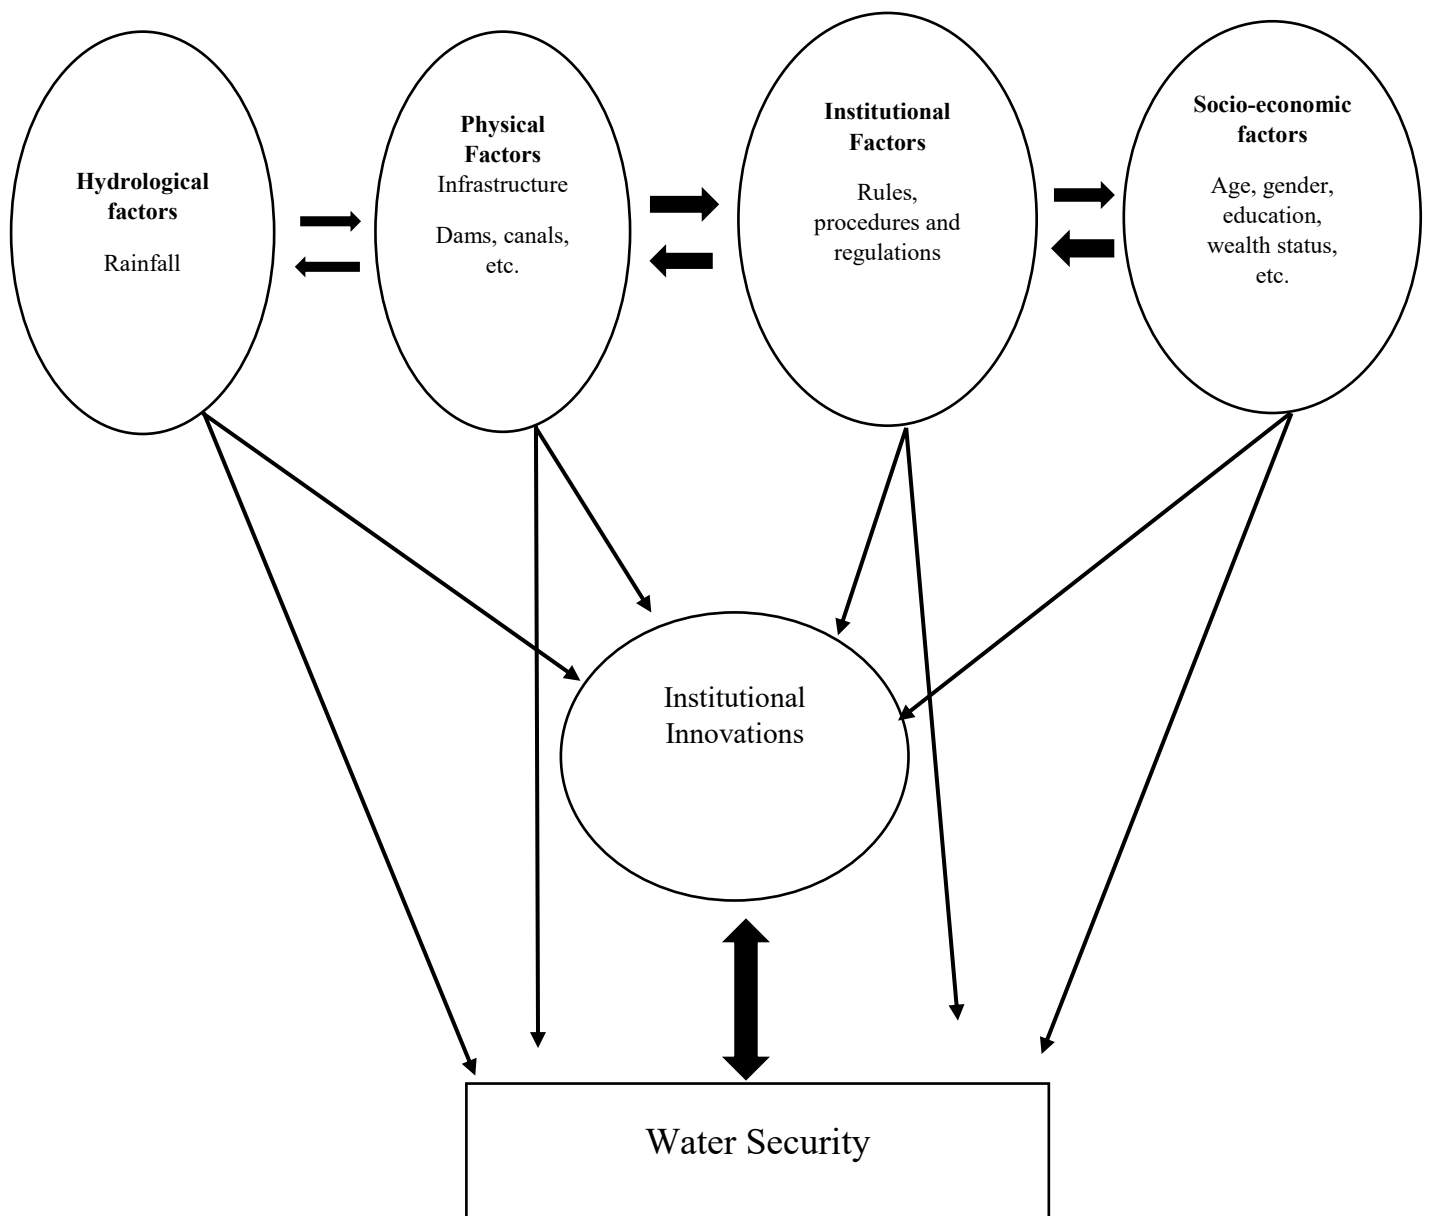 Hydrological
factors
Rainfall
Physical
Factors
Infrastructure
Dams, canals,
etc.
Institutional
Factors
Rules,
procedures and
regulations
Socio-economic
factors
Age, gender,
education,
wealth status,
etc.
Institutional
Innovations
Water Security